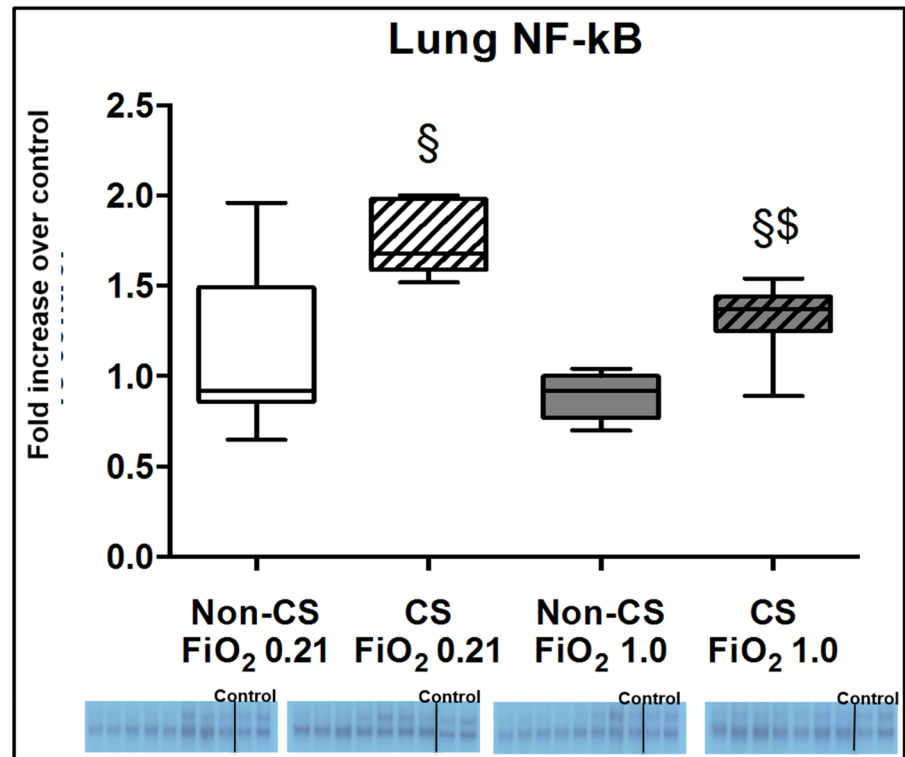 Lung NF-kB
Fold increase over control
2.5
2.0
1.5
1.0
0.5
0.0
§
§$
Non-CS
FiO₂ 0.21
CS
FiO₂ 0.21
Non-CS
FiO₂ 1.0
CS
FiO₂ 1.0
Control
Control
Control
Control